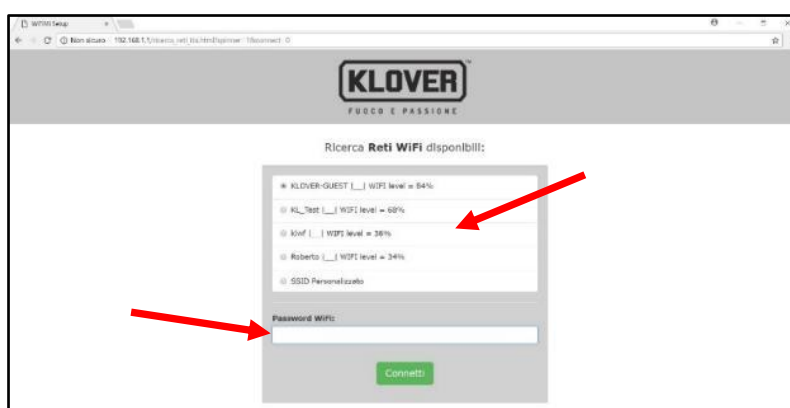 WiFi Setup
Non sicuro
KLOVER
FUOCO E PASSIONE
Ricerca Reti WiFi disponibili:
KLOVER-GUEST (__) WIFI level = 84%
KL_Test (__) WIFI level = 68%
(__) WIFI level = 36%
Roberto (__) WIFI level = 34%
SSID Personalizzato
Password WiFi:
Connetti